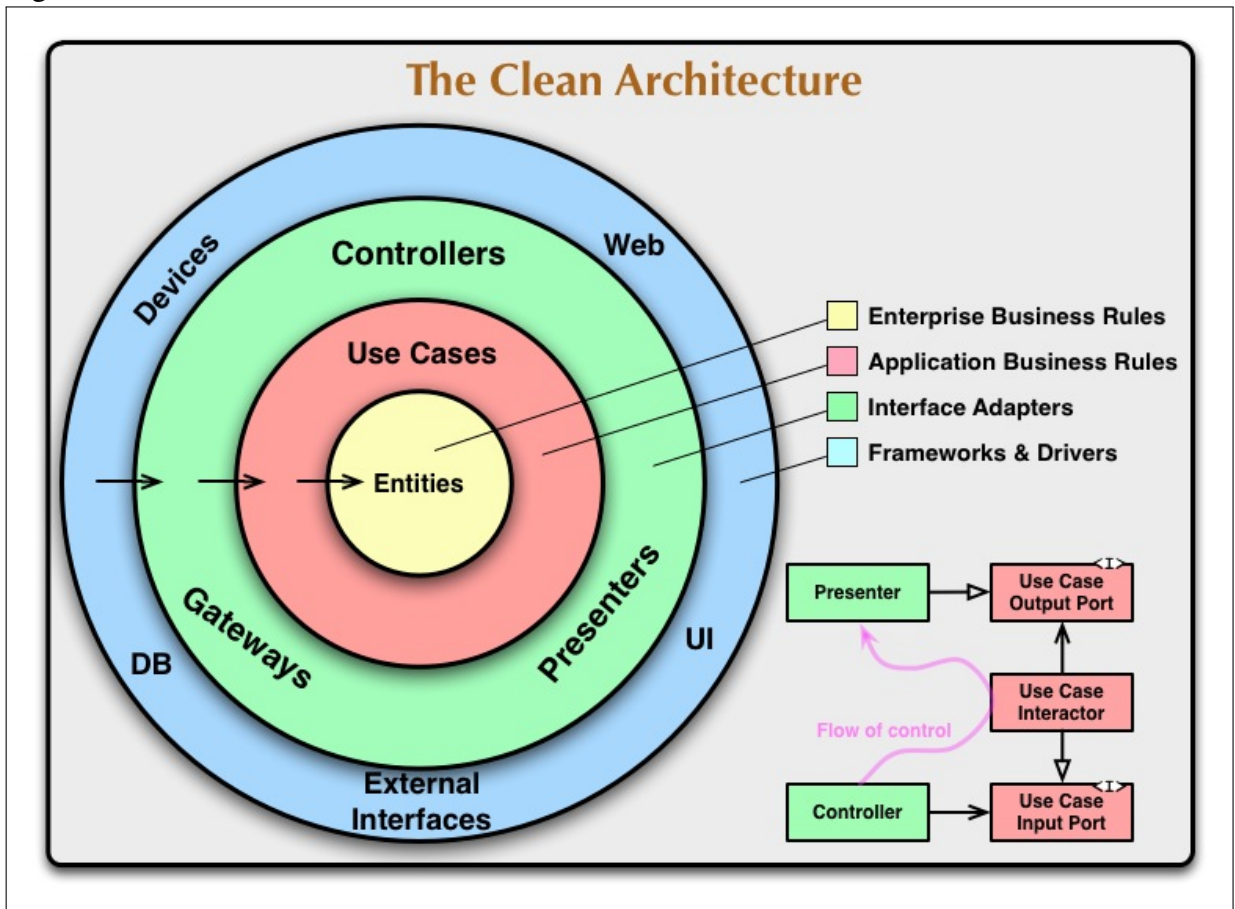 The Clean Architecture
Devices
Controllers
Web
Use Cases
Entities
Gateways
Presenters
DB
UI
External
Interfaces
Enterprise Business Rules
Application Business Rules
Interface Adapters
Frameworks & Drivers
Presenter
<I>
Use Case
Output Port
Use Case
Interactor
Flow of control
Controller
<I>
Use Case
Input Port